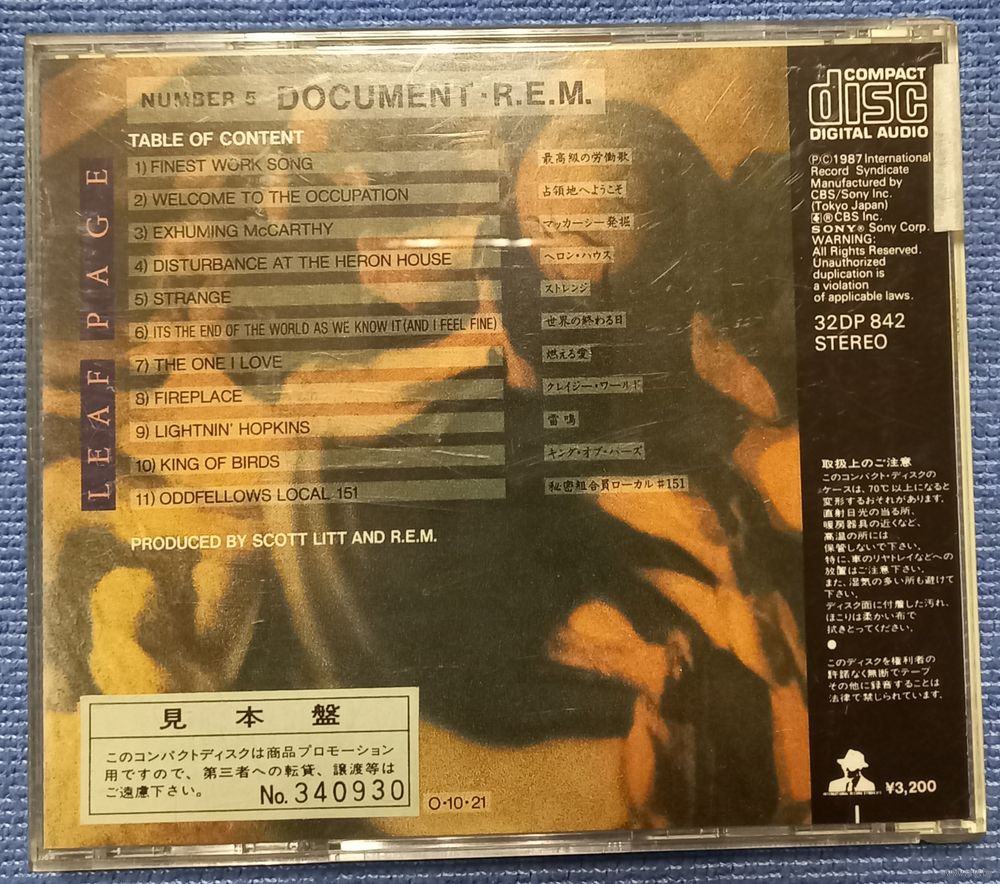 NUMBER 5 DOCUMENT · R.E.M.
TABLE OF CONTENT
LEAF PAGE
1) FINEST WORK SONG 最高級の労働歌
2) WELCOME TO THE OCCUPATION 占領地へようこそ
3) EXHUMING McCARTHY マッカーシー発掘
4) DISTURBANCE AT THE HERON HOUSE ヘロン・ハウス
5) STRANGE ストレンジ
6) ITS THE END OF THE WORLD AS WE KNOW IT (AND I FEEL FINE) 世界の終わる日
7) THE ONE I LOVE 燃える愛
8) FIREPLACE クレイジー・ワールド
9) LIGHTNIN' HOPKINS 雷鳴
10) KING OF BIRDS キング・オブ・バーズ
11) ODDFELLOWS LOCAL 151 秘密組合員ローカル #151
PRODUCED BY SCOTT LITT AND R.E.M.
見本盤
このコンパクトディスクは商品プロモーション
用ですので、第三者への転貸、譲渡等は
ご遠慮下さい。
No. 340930
O·10·21
COMPACT
disc
DIGITAL AUDIO
ⓅⒸ1987 International
Record Syndicate
Manufactured by
CBS/Sony Inc.
(Tokyo Japan)
®CBS Inc.
SONY® Sony Corp.
WARNING:
All Rights Reserved.
Unauthorized
duplication is
a violation
of applicable laws.
32DP 842
STEREO
取扱上のご注意
このコンパクト・ディスクの
ケースは、70℃以上になると
変形するおそれがあります。
直射日光の当る所、
暖房器具の近くなど、
高温の所には
保管しないで下さい。
特に、車のリヤトレイなどへの
放置はご注意下さい。
また、湿気の多い所も避けて
下さい。
ディスク面に付着した汚れ、
ほこりは柔かい布で
拭きとってください。
このディスクを権利者の
許諾なく無断でテープ
その他に録音することは
法律で禁じられています。
INTERNATIONAL RECORD SYNDICATE
¥3,200